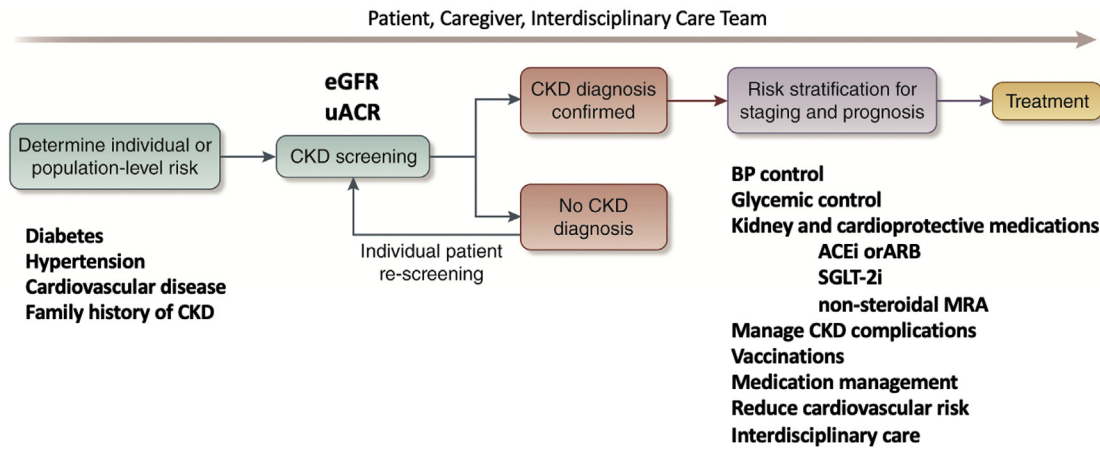 Patient, Caregiver, Interdisciplinary Care Team
eGFR
uACR
Determine individual or
population-level risk
CKD screening
CKD diagnosis
confirmed
Risk stratification for
staging and prognosis
Treatment
No CKD
diagnosis
Individual patient
re-screening
Diabetes
Hypertension
Cardiovascular disease
Family history of CKD
BP control
Glycemic control
Kidney and cardioprotective medications
ACEi orARB
SGLT-2i
non-steroidal MRA
Manage CKD complications
Vaccinations
Medication management
Reduce cardiovascular risk
Interdisciplinary care